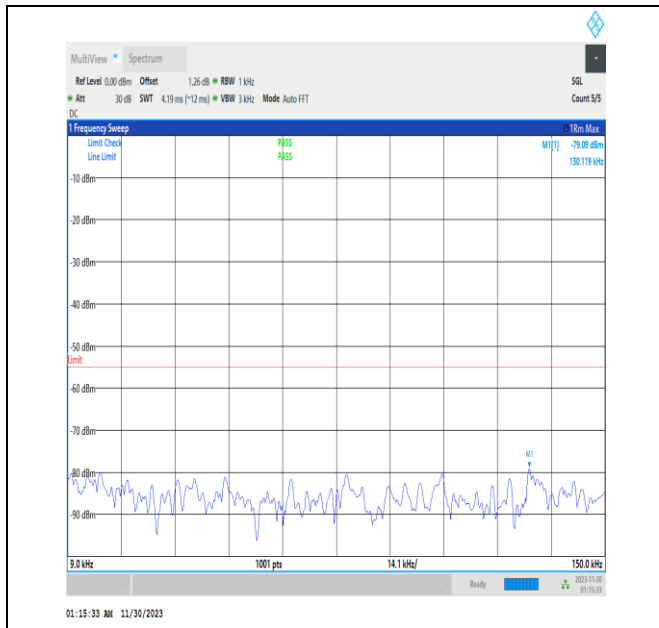 MultiView Spectrum
Ref Level 0.00 dBm Offset 1.26 dB RBW 1 kHz SGL
Att 30 dB SWT 4.19 ms (~12 ms) VBW 3 kHz Mode Auto FFT Count 5/5
DC
1 Frequency Sweep 1Rm Max
Limit Check PASS M1[1] -79.09 dBm
Line Limit PASS 130.119 kHz
-10 dBm
-20 dBm
-30 dBm
-40 dBm
-50 dBm
Limit
-60 dBm
-70 dBm
M1
-80 dBm
-90 dBm
9.0 kHz 1001 pts 14.1 kHz/ 150.0 kHz
Ready 2023-11-30
01:15:33
01:15:33 AM 11/30/2023